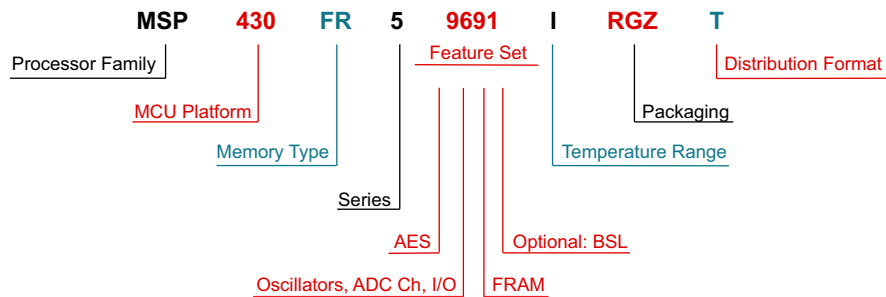 MSP 430 FR 5 9691 I RGZ T
Feature Set
Processor Family
Distribution Format
MCU Platform
Packaging
Memory Type
Temperature Range
Series
AES
Optional: BSL
Oscillators, ADC Ch, I/O
FRAM